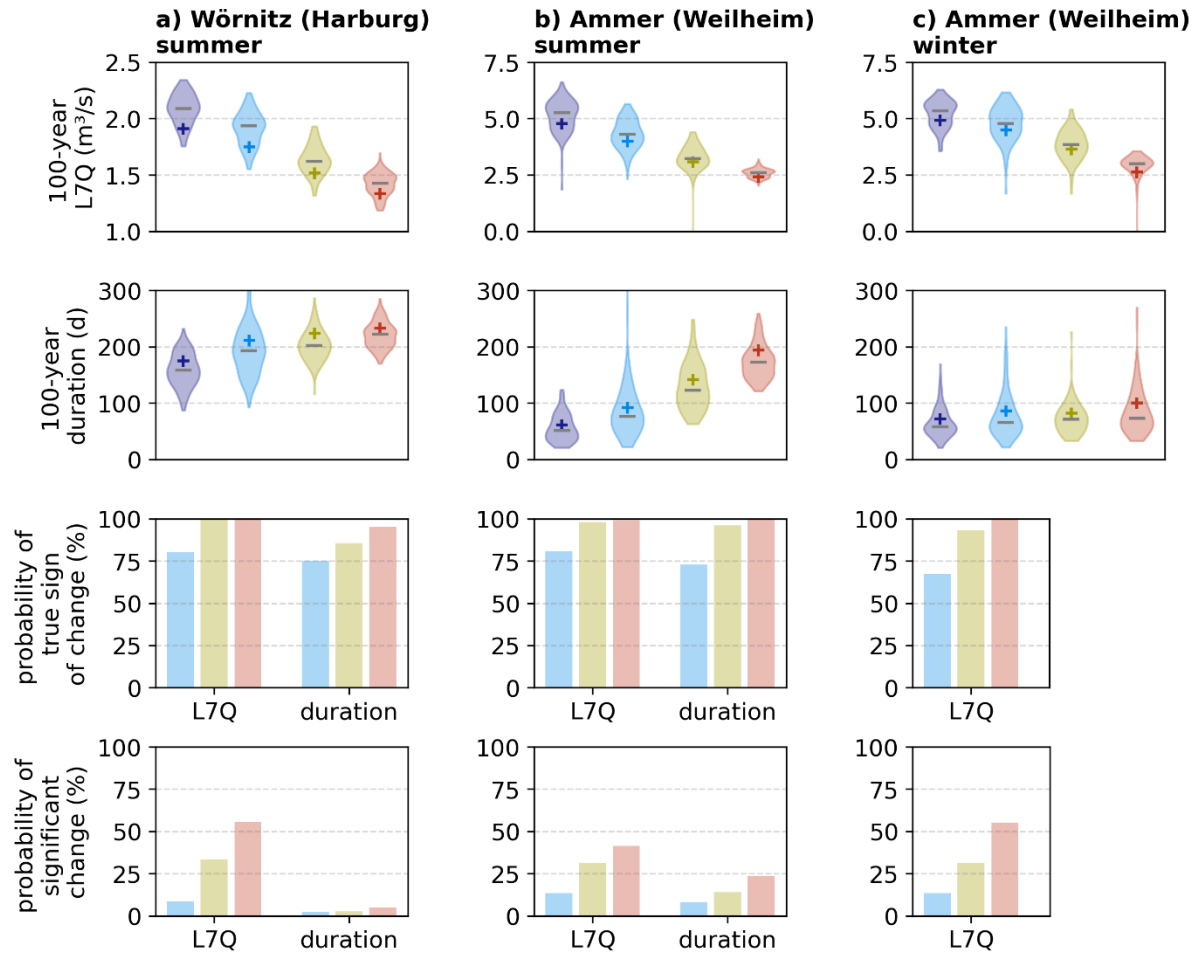 a) Wörnitz (Harburg)
summer
b) Ammer (Weilheim)
summer
c) Ammer (Weilheim)
winter
100-year
L7Q (m³/s)
2.5
2.0
1.5
1.0
7.5
5.0
2.5
0.0
7.5
5.0
2.5
0.0
100-year
duration (d)
300
200
100
0
300
200
100
0
300
200
100
0
probability of
true sign
of change (%)
100
75
50
25
0
L7Q duration
100
75
50
25
0
L7Q duration
100
75
50
25
0
L7Q
probability of
significant
change (%)
100
75
50
25
0
L7Q duration
100
75
50
25
0
L7Q duration
100
75
50
25
0
L7Q